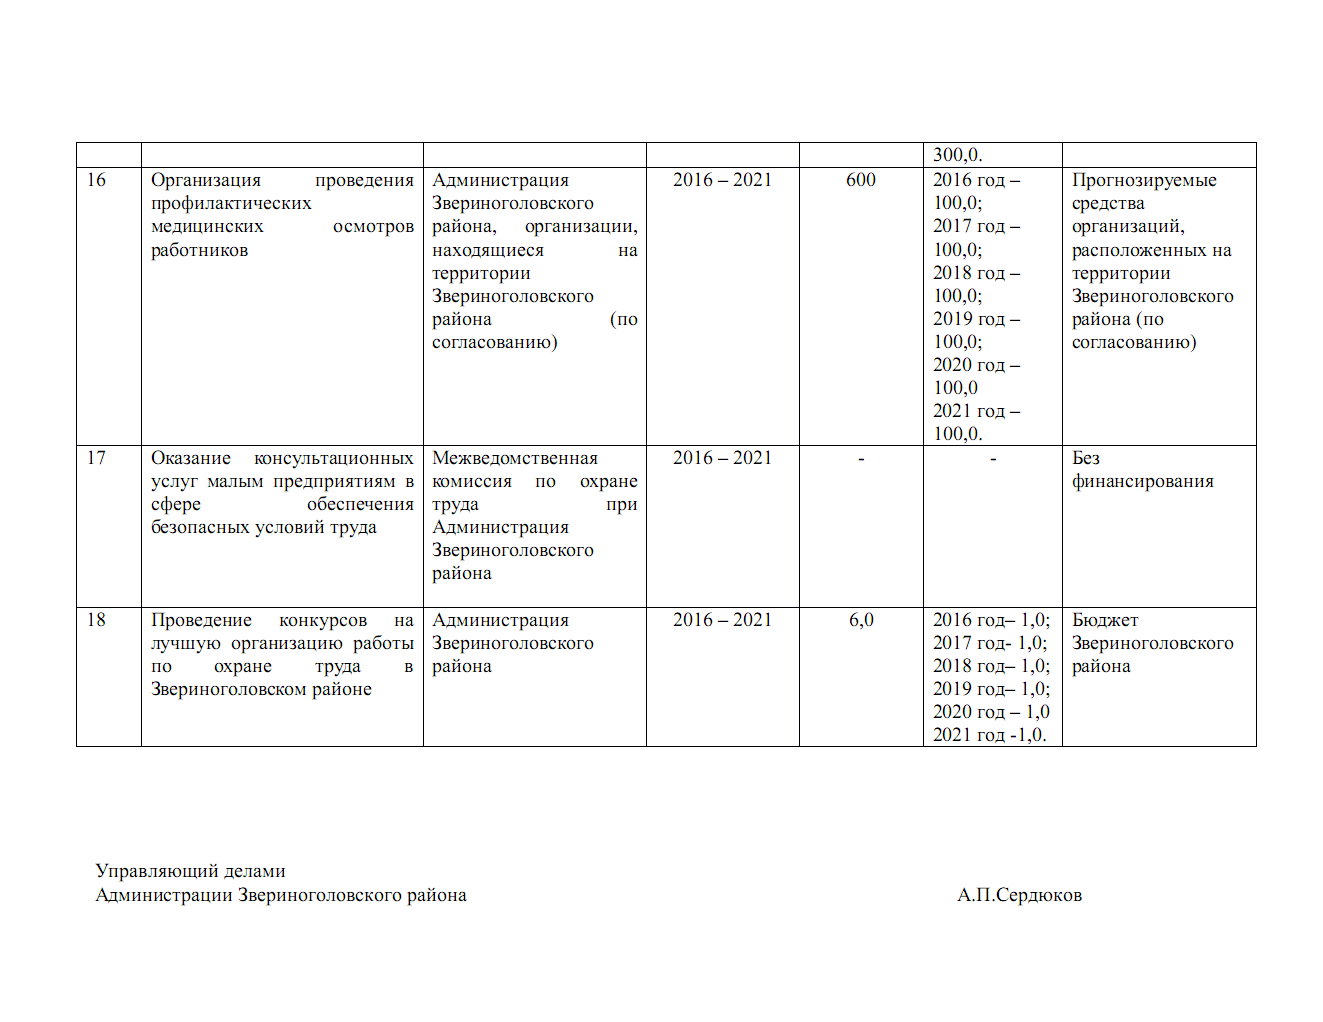 300,0.
16
Организация проведения
профилактических
медицинских осмотров
работников
Администрация
Звериноголовского
района, организации,
находящиеся на
территории
Звериноголовского
района (по
согласованию)
2016 – 2021
600
2016 год –
100,0;
2017 год –
100,0;
2018 год –
100,0;
2019 год –
100,0;
2020 год –
100,0
2021 год –
100,0.
Прогнозируемые
средства
организаций,
расположенных на
территории
Звериноголовского
района (по
согласованию)
17
Оказание консультационных
услуг малым предприятиям в
сфере обеспечения
безопасных условий труда
Межведомственная
комиссия по охране
труда при
Администрация
Звериноголовского
района
2016 – 2021
-
-
Без
финансирования
18
Проведение конкурсов на
лучшую организацию работы
по охране труда в
Звериноголовском районе
Администрация
Звериноголовского
района
2016 – 2021
6,0
2016 год– 1,0;
2017 год- 1,0;
2018 год– 1,0;
2019 год– 1,0;
2020 год – 1,0
2021 год -1,0.
Бюджет
Звериноголовского
района
Управляющий делами
Администрации Звериноголовского района А.П.Сердюков